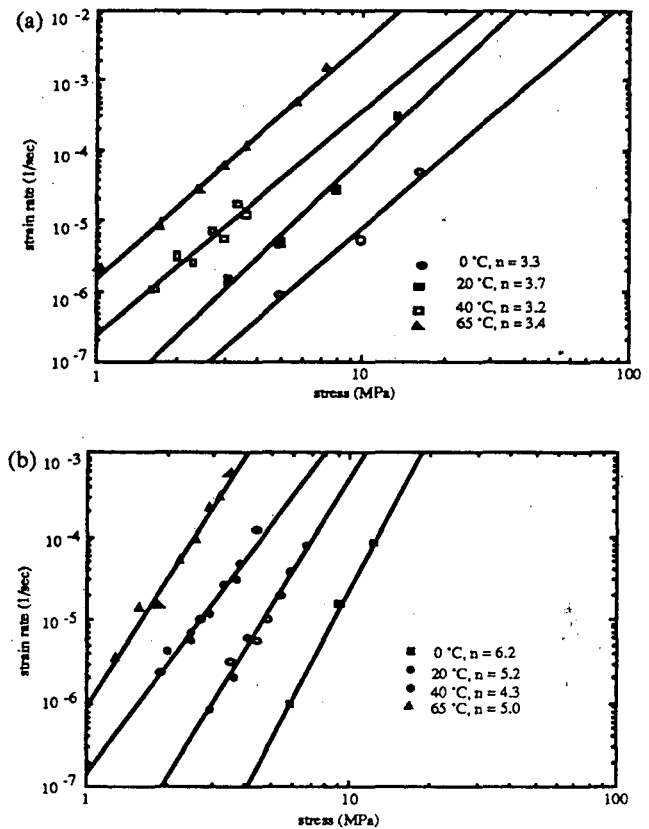 (a)
10 -2
10 -3
10 -4
10 -5
10 -6
10 -7
strain rate (1/sec)
0 °C, n = 3.3
20 °C, n = 3.7
40 °C, n = 3.2
65 °C, n = 3.4
1
10
100
stress (MPa)
(b)
10 -3
10 -4
10 -5
10 -6
10 -7
strain rate (1/sec)
0 °C, n = 6.2
20 °C, n = 5.2
40 °C, n = 4.3
65 °C, n = 5.0
1
10
100
stress (MPa)